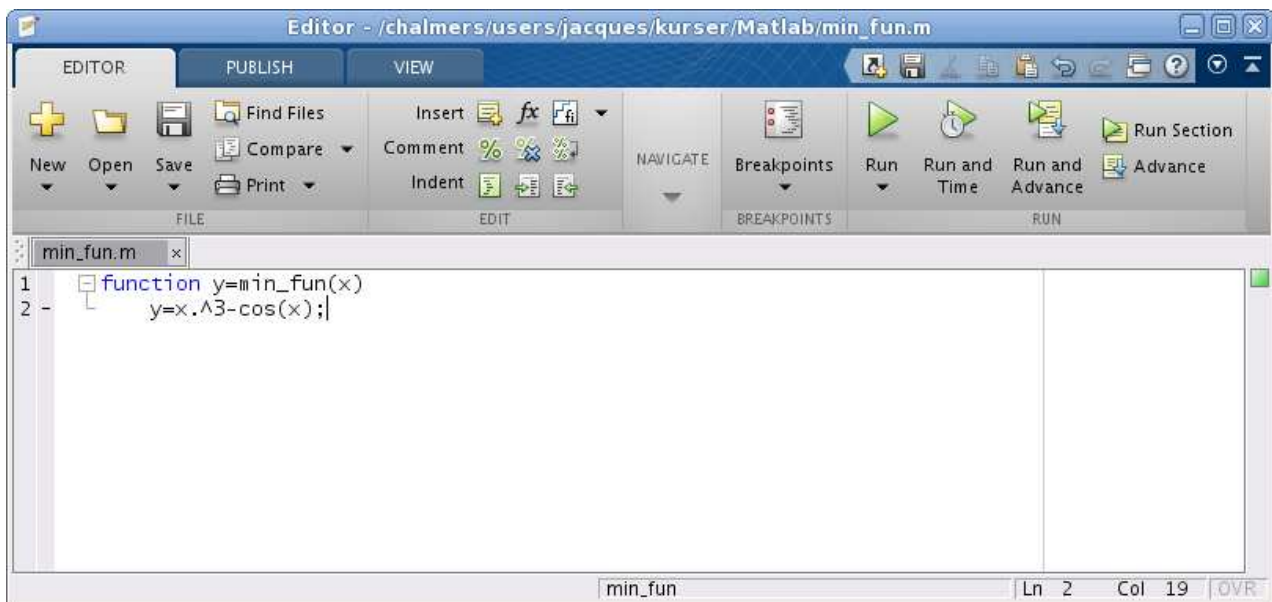 Editor - /chalmers/users/jacques/kurser/Matlab/min_fun.m
EDITOR PUBLISH VIEW
New Open Save
Find Files
Compare
Print
FILE
Insert fx
Comment
Indent
EDIT
NAVIGATE
Breakpoints
BREAKPOINTS
Run Run and Time Run and Advance
Run Section
Advance
RUN
min_fun.m
1 function y=min_fun(x)
2 - y=x.^3-cos(x);
min_fun Ln 2 Col 19 OVR